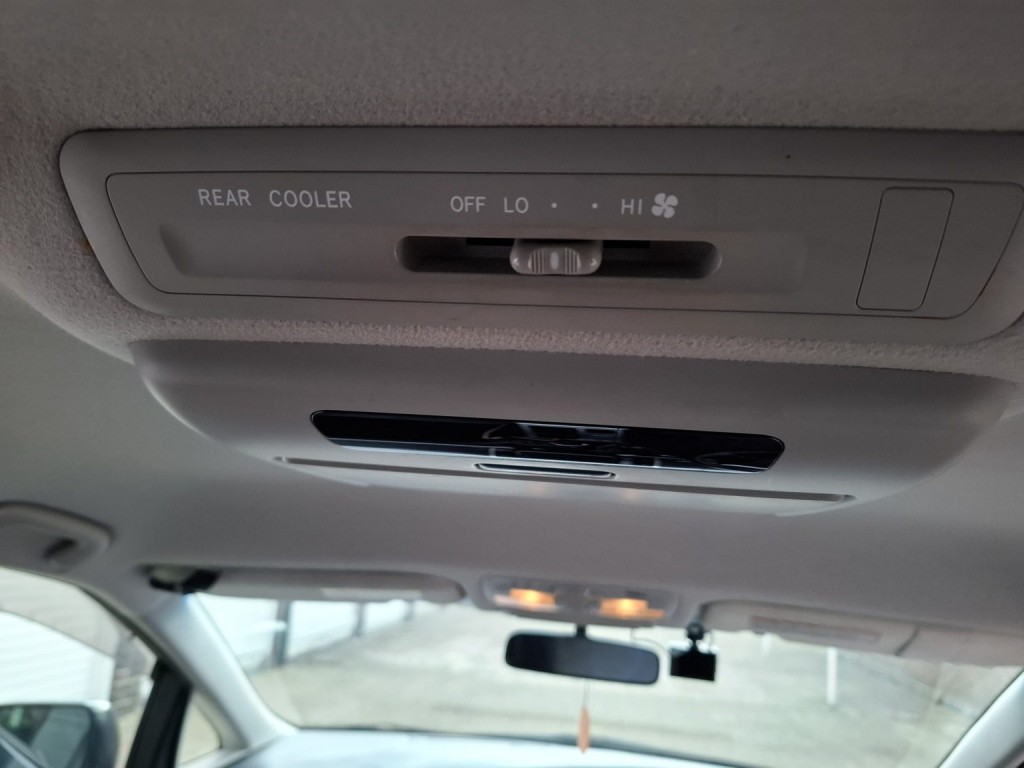 REAR COOLER OFF LO · · HI